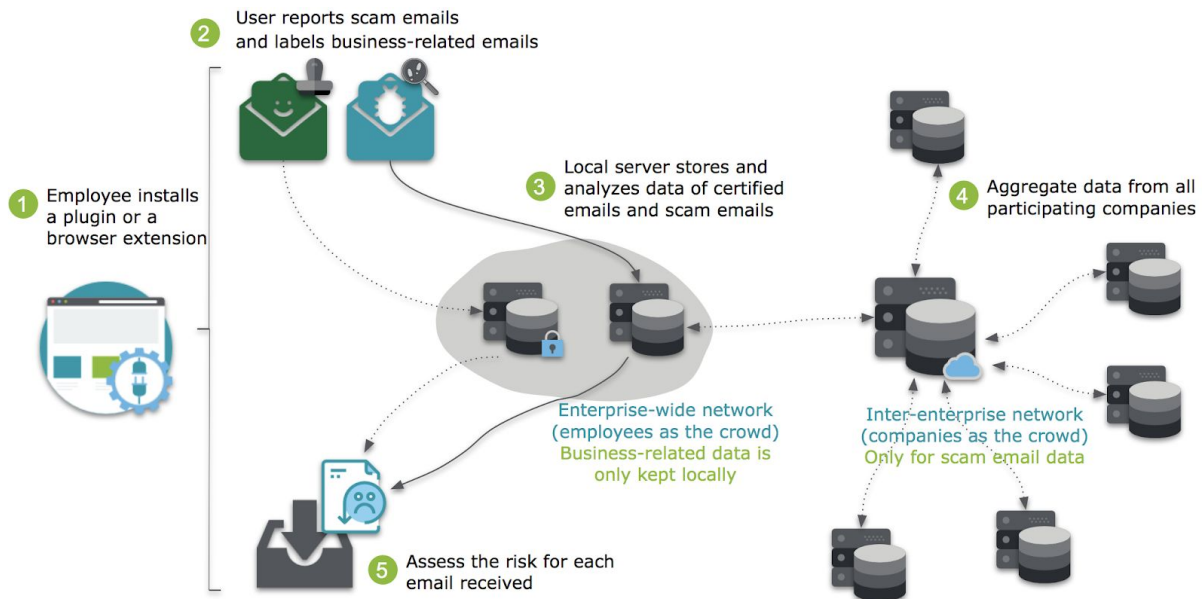 1
Employee installs
a plugin or a
browser extension
2
User reports scam emails
and labels business-related emails
3
Local server stores and
analyzes data of certified
emails and scam emails
4
Aggregate data from all
participating companies
Enterprise-wide network
(employees as the crowd)
Business-related data is
only kept locally
Inter-enterprise network
(companies as the crowd)
Only for scam email data
5
Assess the risk for each
email received